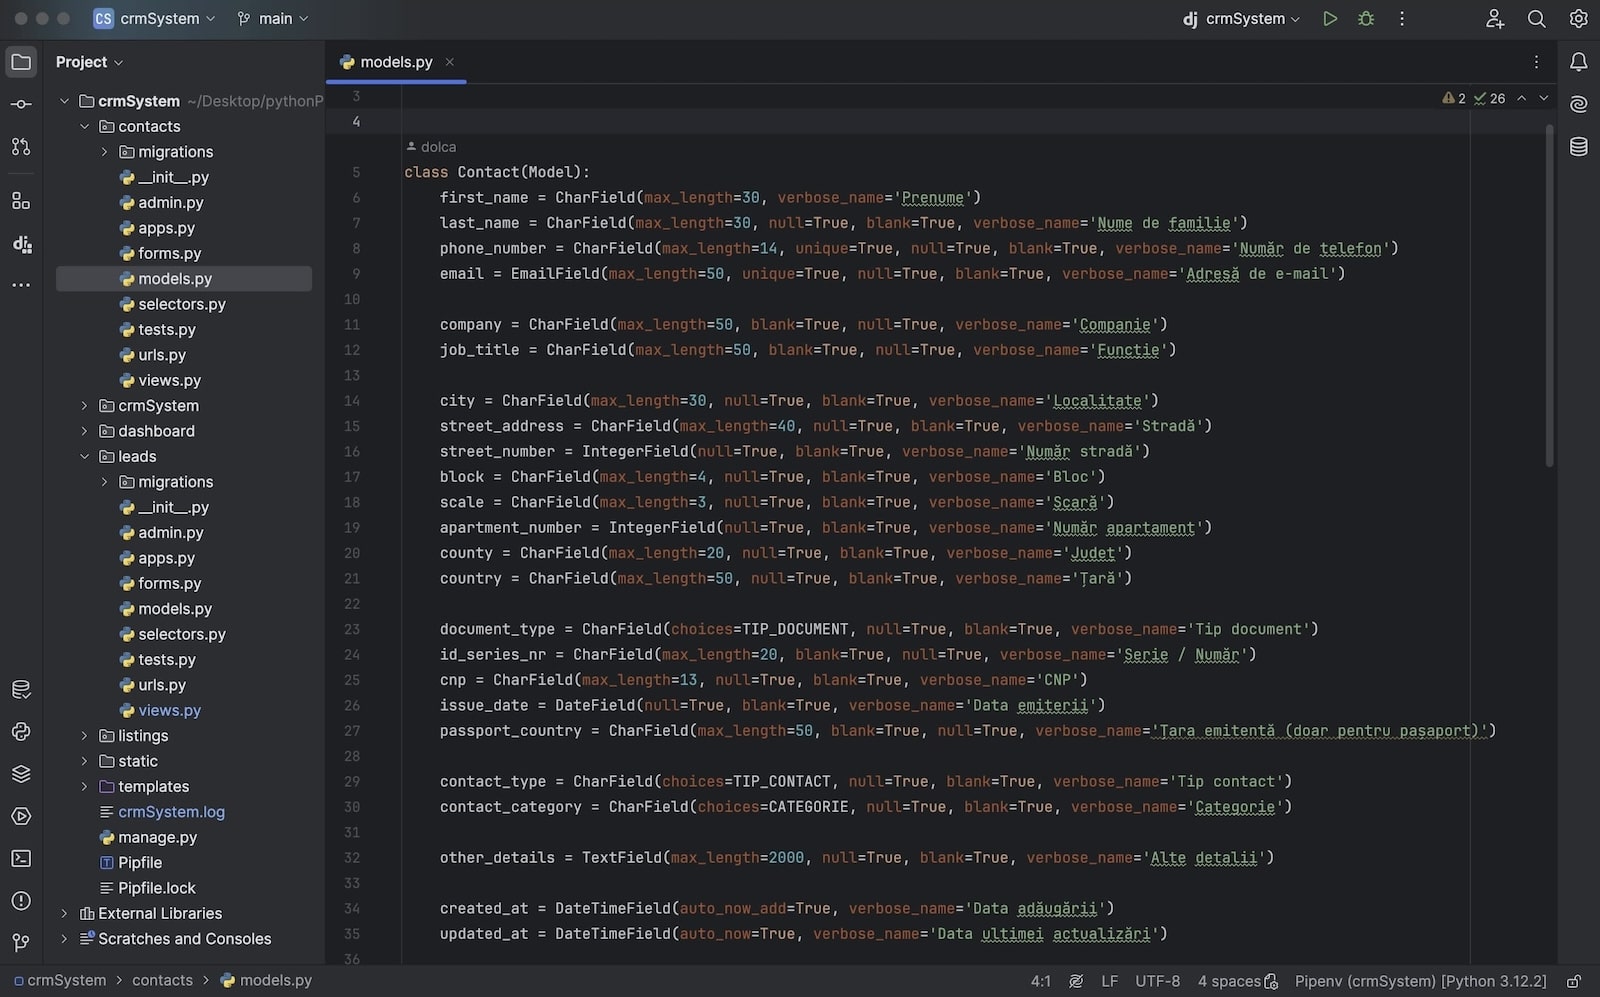 CS crmSystem main dj crmSystem
Project
models.py
crmSystem ~/Desktop/pythonP
contacts
migrations
__init__.py
admin.py
apps.py
forms.py
models.py
selectors.py
tests.py
urls.py
views.py
crmSystem
dashboard
leads
migrations
__init__.py
admin.py
apps.py
forms.py
models.py
selectors.py
tests.py
urls.py
views.py
listings
static
templates
crmSystem.log
manage.py
Pipfile
Pipfile.lock
External Libraries
Scratches and Consoles
2 26
3
4
dolca
5 class Contact(Model):
6 first_name = CharField(max_length=30, verbose_name='Prenume')
7 last_name = CharField(max_length=30, null=True, blank=True, verbose_name='Nume de familie')
8 phone_number = CharField(max_length=14, unique=True, null=True, blank=True, verbose_name='Număr de telefon')
9 email = EmailField(max_length=50, unique=True, null=True, blank=True, verbose_name='Adresă de e-mail')
10
11 company = CharField(max_length=50, blank=True, null=True, verbose_name='Companie')
12 job_title = CharField(max_length=50, blank=True, null=True, verbose_name='Funcție')
13
14 city = CharField(max_length=30, null=True, blank=True, verbose_name='Localitate')
15 street_address = CharField(max_length=40, null=True, blank=True, verbose_name='Stradă')
16 street_number = IntegerField(null=True, blank=True, verbose_name='Număr stradă')
17 block = CharField(max_length=4, null=True, blank=True, verbose_name='Bloc')
18 scale = CharField(max_length=3, null=True, blank=True, verbose_name='Scară')
19 apartment_number = IntegerField(null=True, blank=True, verbose_name='Număr apartament')
20 county = CharField(max_length=20, null=True, blank=True, verbose_name='Județ')
21 country = CharField(max_length=50, null=True, blank=True, verbose_name='Țară')
22
23 document_type = CharField(choices=TIP_DOCUMENT, null=True, blank=True, verbose_name='Tip document')
24 id_series_nr = CharField(max_length=20, blank=True, null=True, verbose_name='Serie / Număr')
25 cnp = CharField(max_length=13, null=True, blank=True, verbose_name='CNP')
26 issue_date = DateField(null=True, blank=True, verbose_name='Data emiterii')
27 passport_country = CharField(max_length=50, blank=True, null=True, verbose_name='Țara emitentă (doar pentru pașaport)')
28
29 contact_type = CharField(choices=TIP_CONTACT, null=True, blank=True, verbose_name='Tip contact')
30 contact_category = CharField(choices=CATEGORIE, null=True, blank=True, verbose_name='Categorie')
31
32 other_details = TextField(max_length=2000, null=True, blank=True, verbose_name='Alte detalii')
33
34 created_at = DateTimeField(auto_now_add=True, verbose_name='Data adăugării')
35 updated_at = DateTimeField(auto_now=True, verbose_name='Data ultimei actualizări')
36
crmSystem > contacts > models.py 4:1 LF UTF-8 4 spaces Pipenv (crmSystem) [Python 3.12.2]